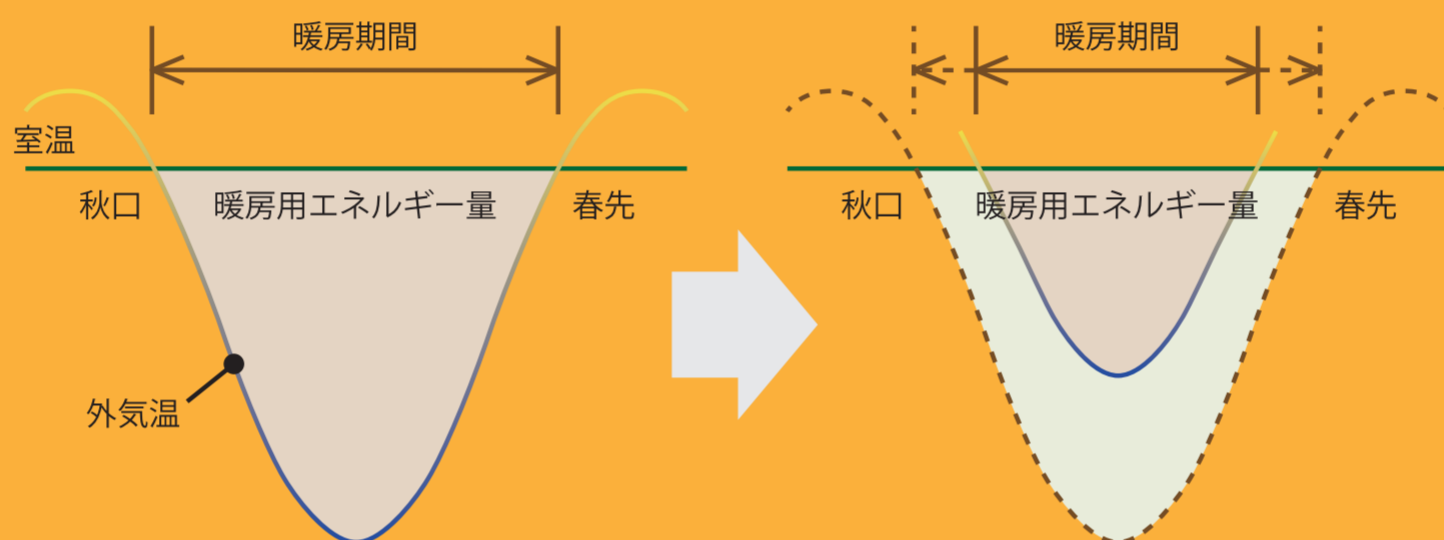 暖房期間
室温
秋口
暖房用エネルギー量
春先
外気温
暖房期間
秋口
暖房用エネルギー量
春先